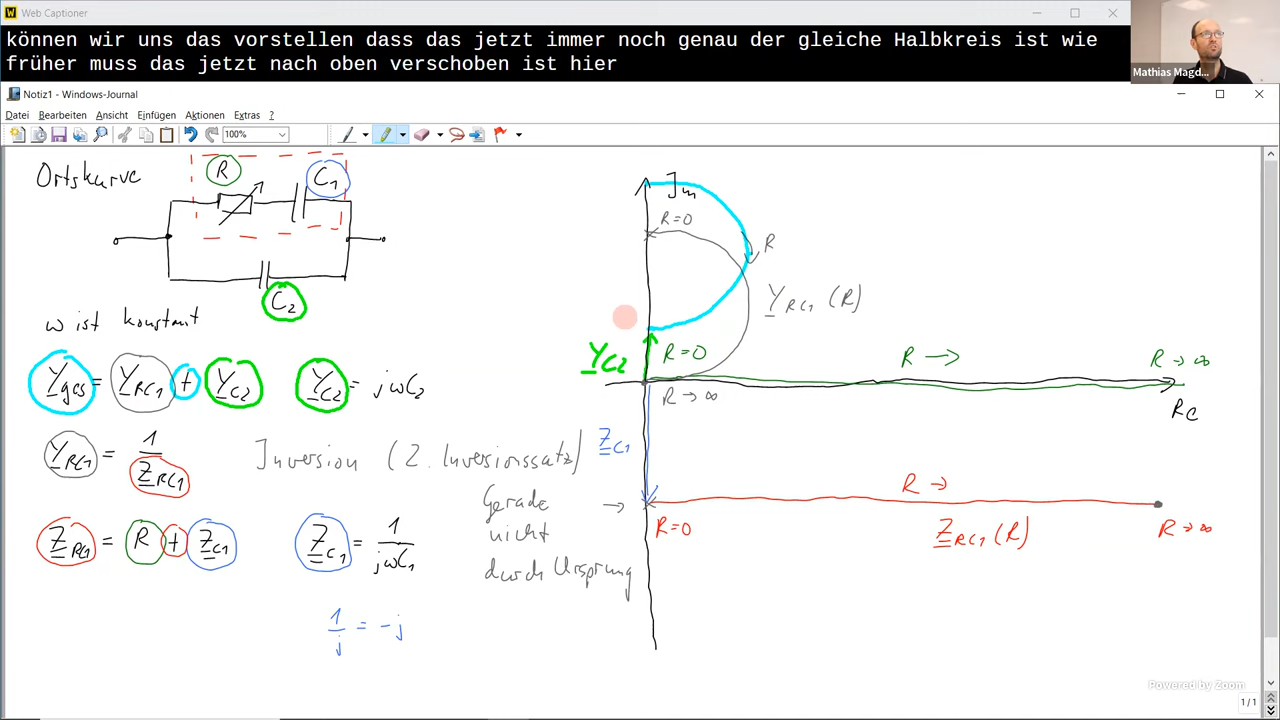 Web Captioner
können wir uns das vorstellen dass das jetzt immer noch genau der gleiche Halbkreis ist wie
früher muss das jetzt nach oben verschoben ist hier
Mathias Magd...
Notiz1 - Windows-Journal
Datei Bearbeiten Ansicht Einfügen Aktionen Extras ?
100%
Ortskurve
R
C1
C2
w ist konstant
Yges = YRC1 + YC2
YC2 = jωC2
YRC1 = 1/ZRC1
Inversion (2. Inversionssatz)
Gerade →
nicht
durch Ursprung
ZRC1 = R + ZC1
ZC1 = 1/jωC1
1/j = -j
Im
R=0
R
YRC1 (R)
YC2
R=0
R →
R→∞
R→∞
Re
ZC1
R →
R=0
ZRC1 (R)
R→∞
Powered by Zoom
1/1